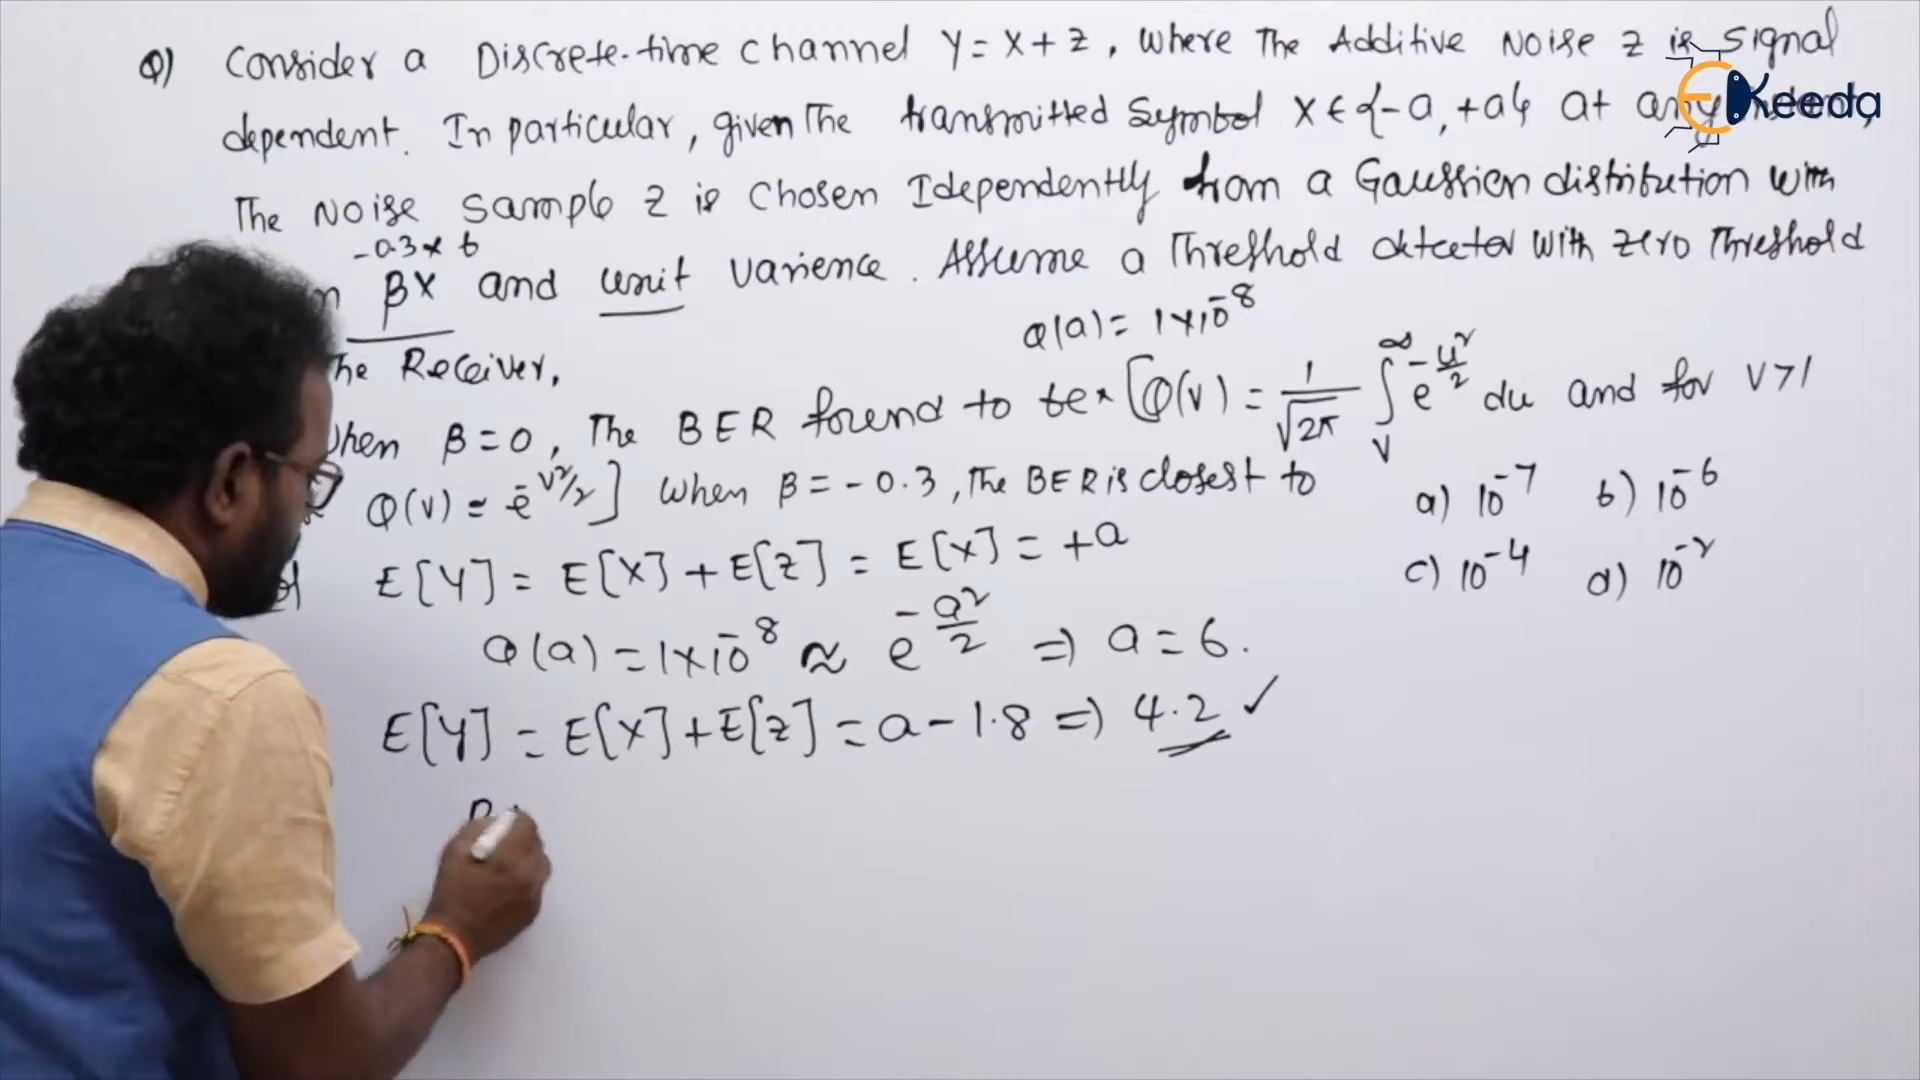 Q) Consider a Discrete-time channel Y = X + Z, where The Additive Noise Z is signal
dependent. In particular, given The transmitted Symbol X ∈ {-a, +a} at any
Keeda
The Noise sample Z is Chosen Idependently from a Gaussien distribution with
-0.3 × 6
βX and unit varience. Assume a Threshold detector with zero Threshold
Q(a) = 1×10^-8
The Receiver.
When β = 0, The BER found to be × [Q(v) = 1/√2π ∫_v^∞ e^(-u²/2) du and for v>1
Q(v) ≈ e^(-v²/2)] When β = -0.3, The BER is closest to
a) 10^-7 b) 10^-6
E[Y] = E[X] + E[Z] = E[X] = +a
c) 10^-4 d) 10^-2
Q(a) = 1×10^-8 ≈ e^(-a²/2) ⇒ a = 6.
E[Y] = E[X] + E[Z] = a - 1.8 ⇒ 4.2 ✓